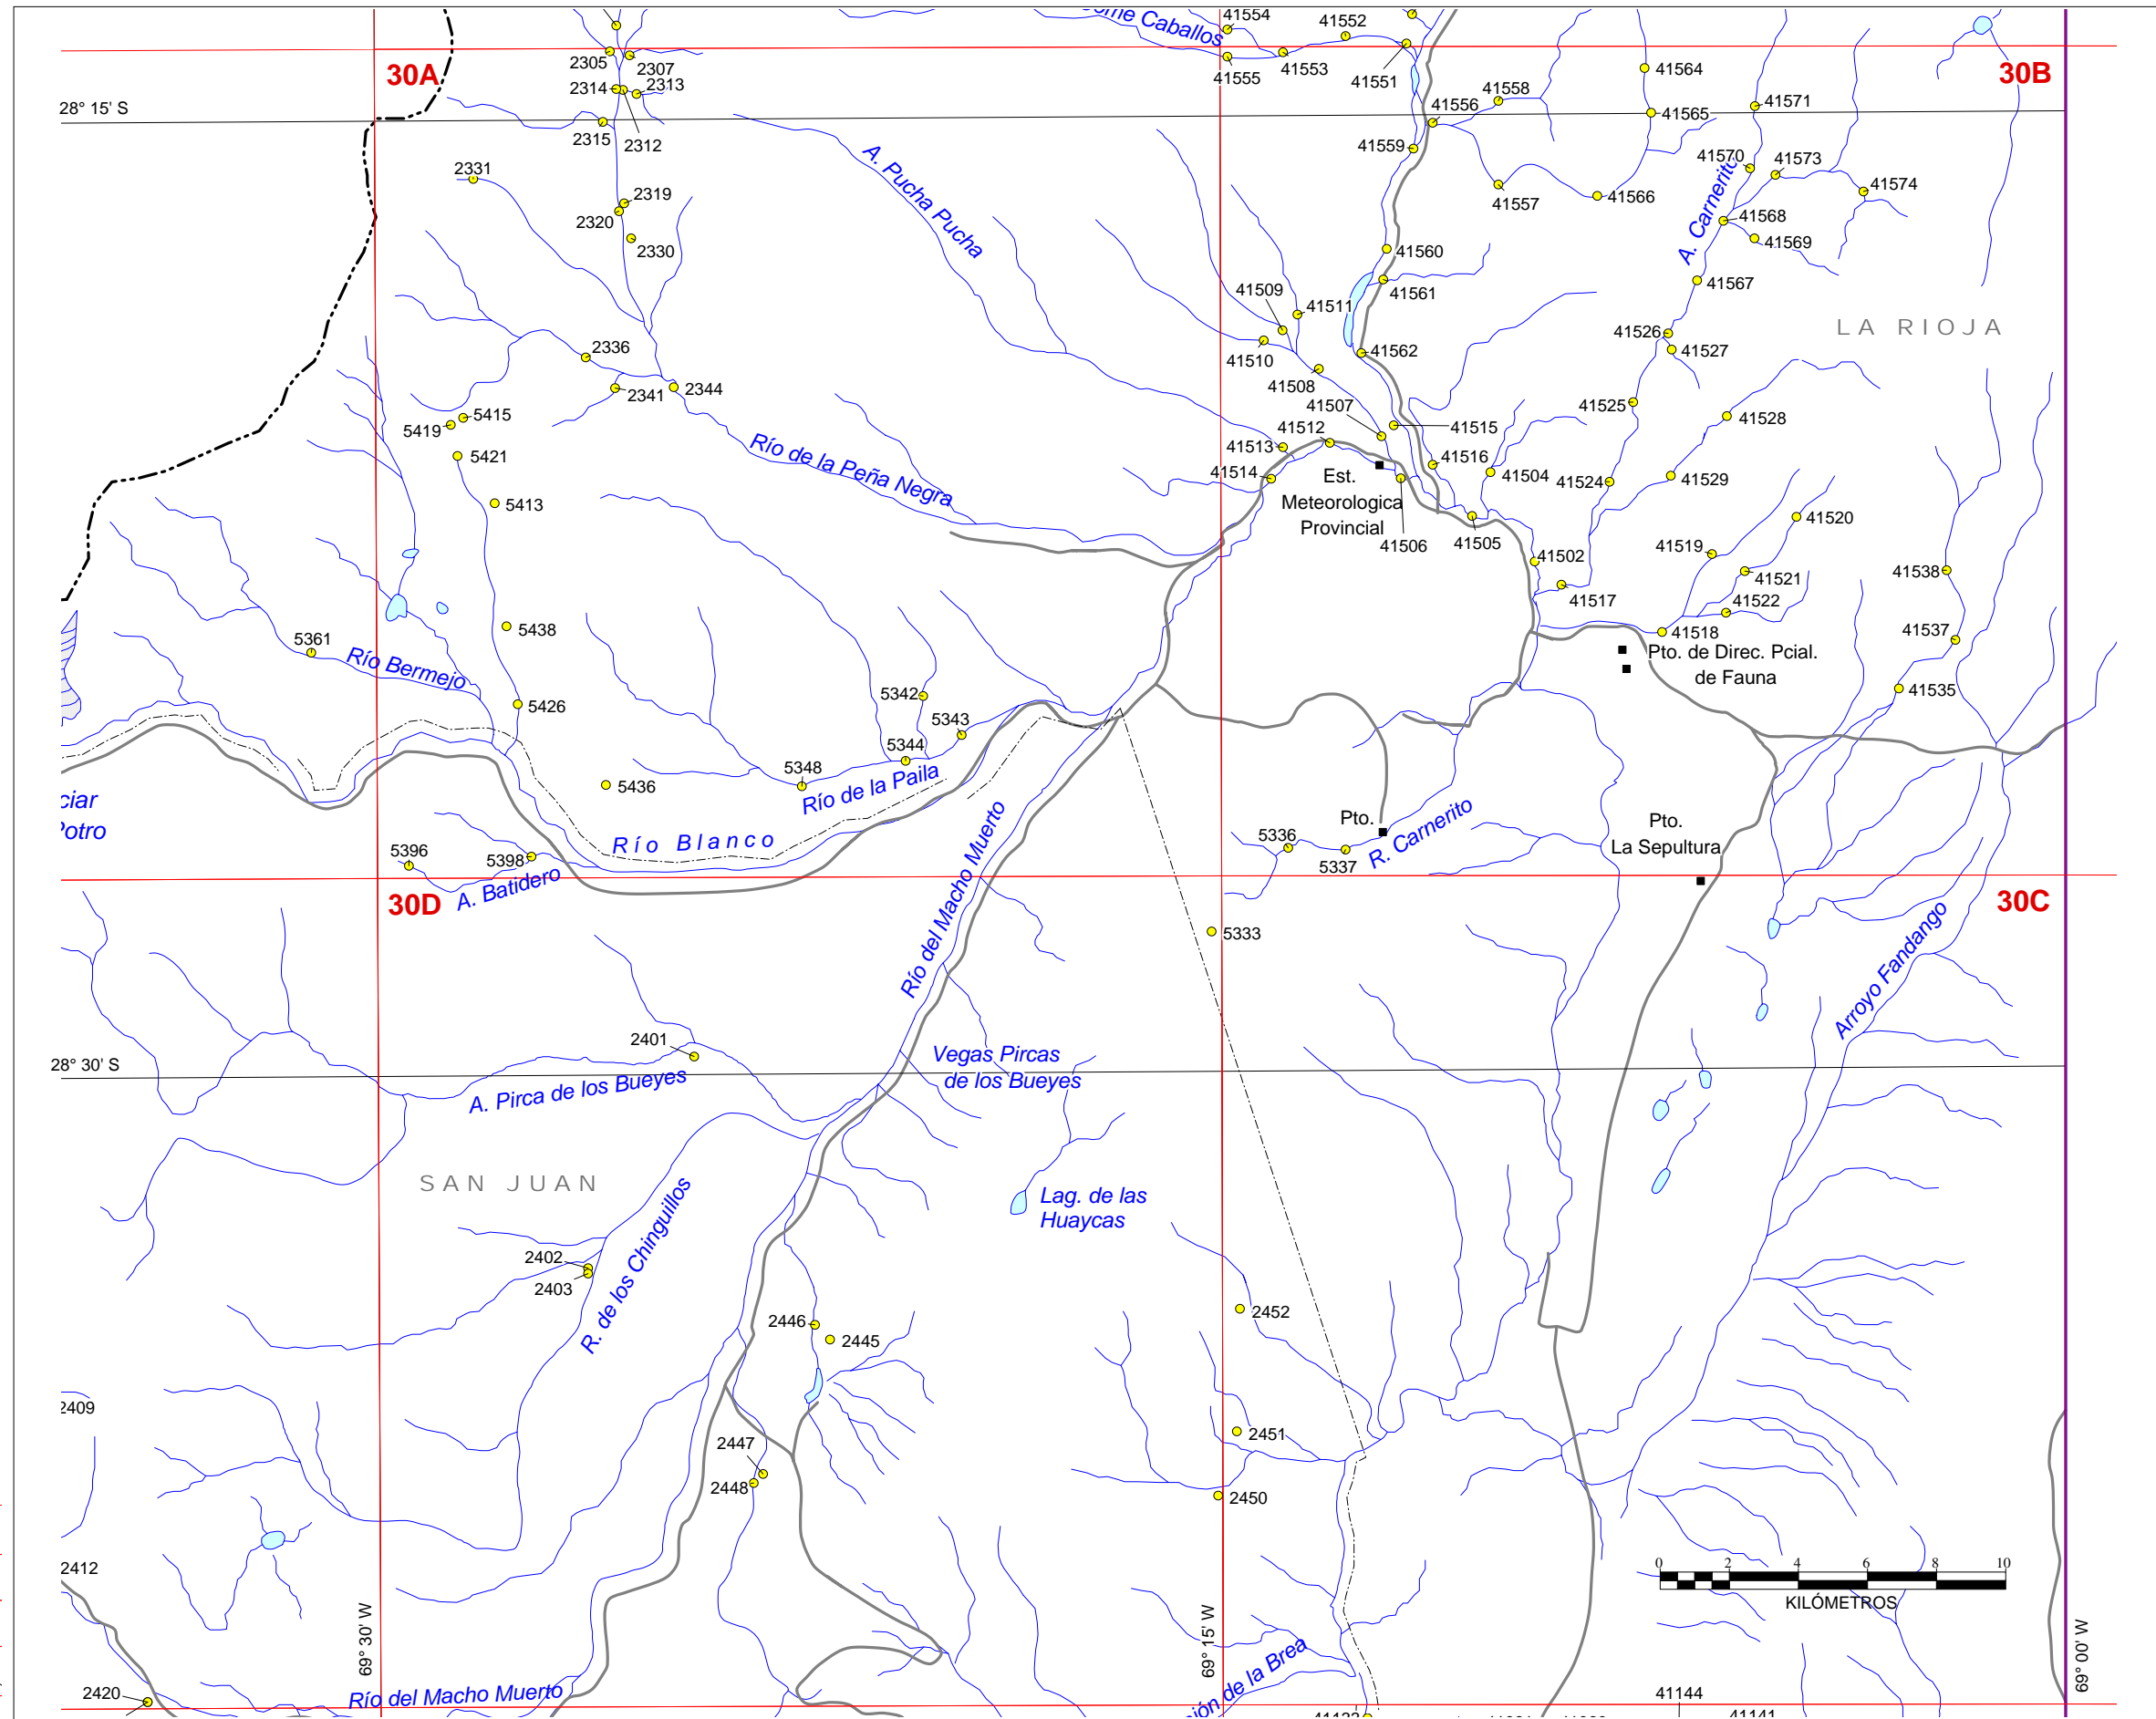 Caballos
41554
41552
2305
2307
41555
41553
41551
41564
30A
30B
2314
2313
41558
41571
28° 15' S
2315
2312
41556
41565
41559
A. Pucha Pucha
41570
41573
2331
41574
2319
41557
41566
A. Carnerito
2320
41568
2330
41560
41569
41509
41511
41561
41567
LA RIOJA
41526
2336
41510
41562
41527
41508
2341
2344
41507
41525
5415
41528
5419
41512
41515
Río de la Peña Negra
41513
5421
41516
41514
41504
41524
41529
Est.
Meteorologica
Provincial
5413
41520
41506
41505
41519
41502
41521
41538
41517
41522
5438
41518
41537
5361
Río Bermejo
Pto. de Direc. Pcial.
de Fauna
5342
41535
5426
5343
5344
5348
5436
Río de la Paila
ciar
Potro
Río Blanco
Río del Macho Muerto
Pto.
R. Carnerito
Pto.
La Sepultura
5396
5398
5336
5337
A. Batidero
30D
30C
5333
Arroyo Fandango
2401
Vegas Pircas
de los Bueyes
28° 30' S
A. Pirca de los Bueyes
SAN JUAN
R. de los Chinguillos
Lag. de las
Huaycas
2402
2403
2446
2445
2452
2409
2447
2451
2448
2450
2412
0 2 4 6 8 10
KILÓMETROS
69° 30' W
69° 15' W
69° 00' W
2420
Río del Macho Muerto
ión de la Brea
41144
41141